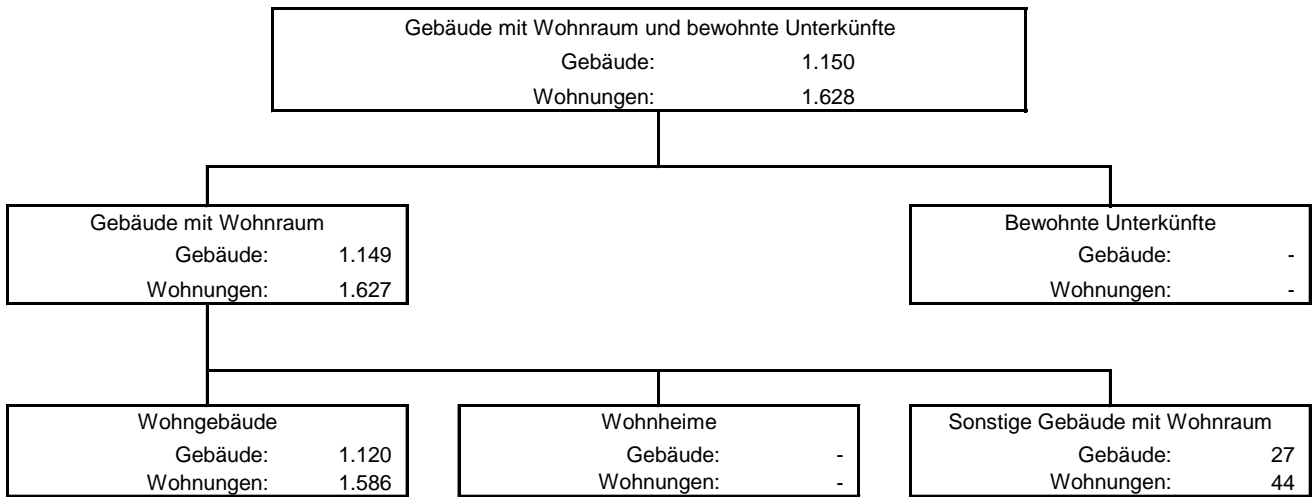 Gebäude mit Wohnraum und bewohnte Unterkünfte
Gebäude: 1.150
Wohnungen: 1.628
Gebäude mit Wohnraum
Gebäude: 1.149
Wohnungen: 1.627
Bewohnte Unterkünfte
Gebäude: -
Wohnungen: -
Wohngebäude
Gebäude: 1.120
Wohnungen: 1.586
Wohnheime
Gebäude: -
Wohnungen: -
Sonstige Gebäude mit Wohnraum
Gebäude: 27
Wohnungen: 44